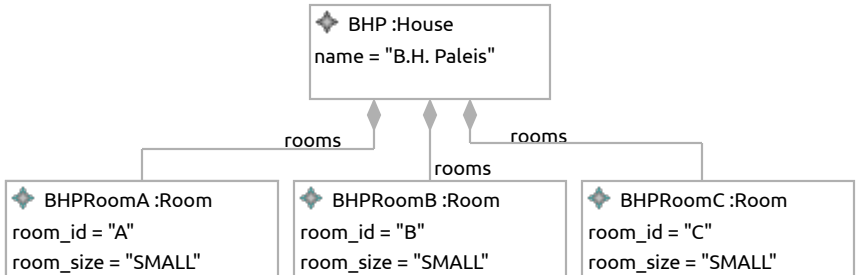 BHP :House
name = "B.H. Paleis"
rooms
rooms
rooms
BHPRoomA :Room
room_id = "A"
room_size = "SMALL"
BHPRoomB :Room
room_id = "B"
room_size = "SMALL"
BHPRoomC :Room
room_id = "C"
room_size = "SMALL"